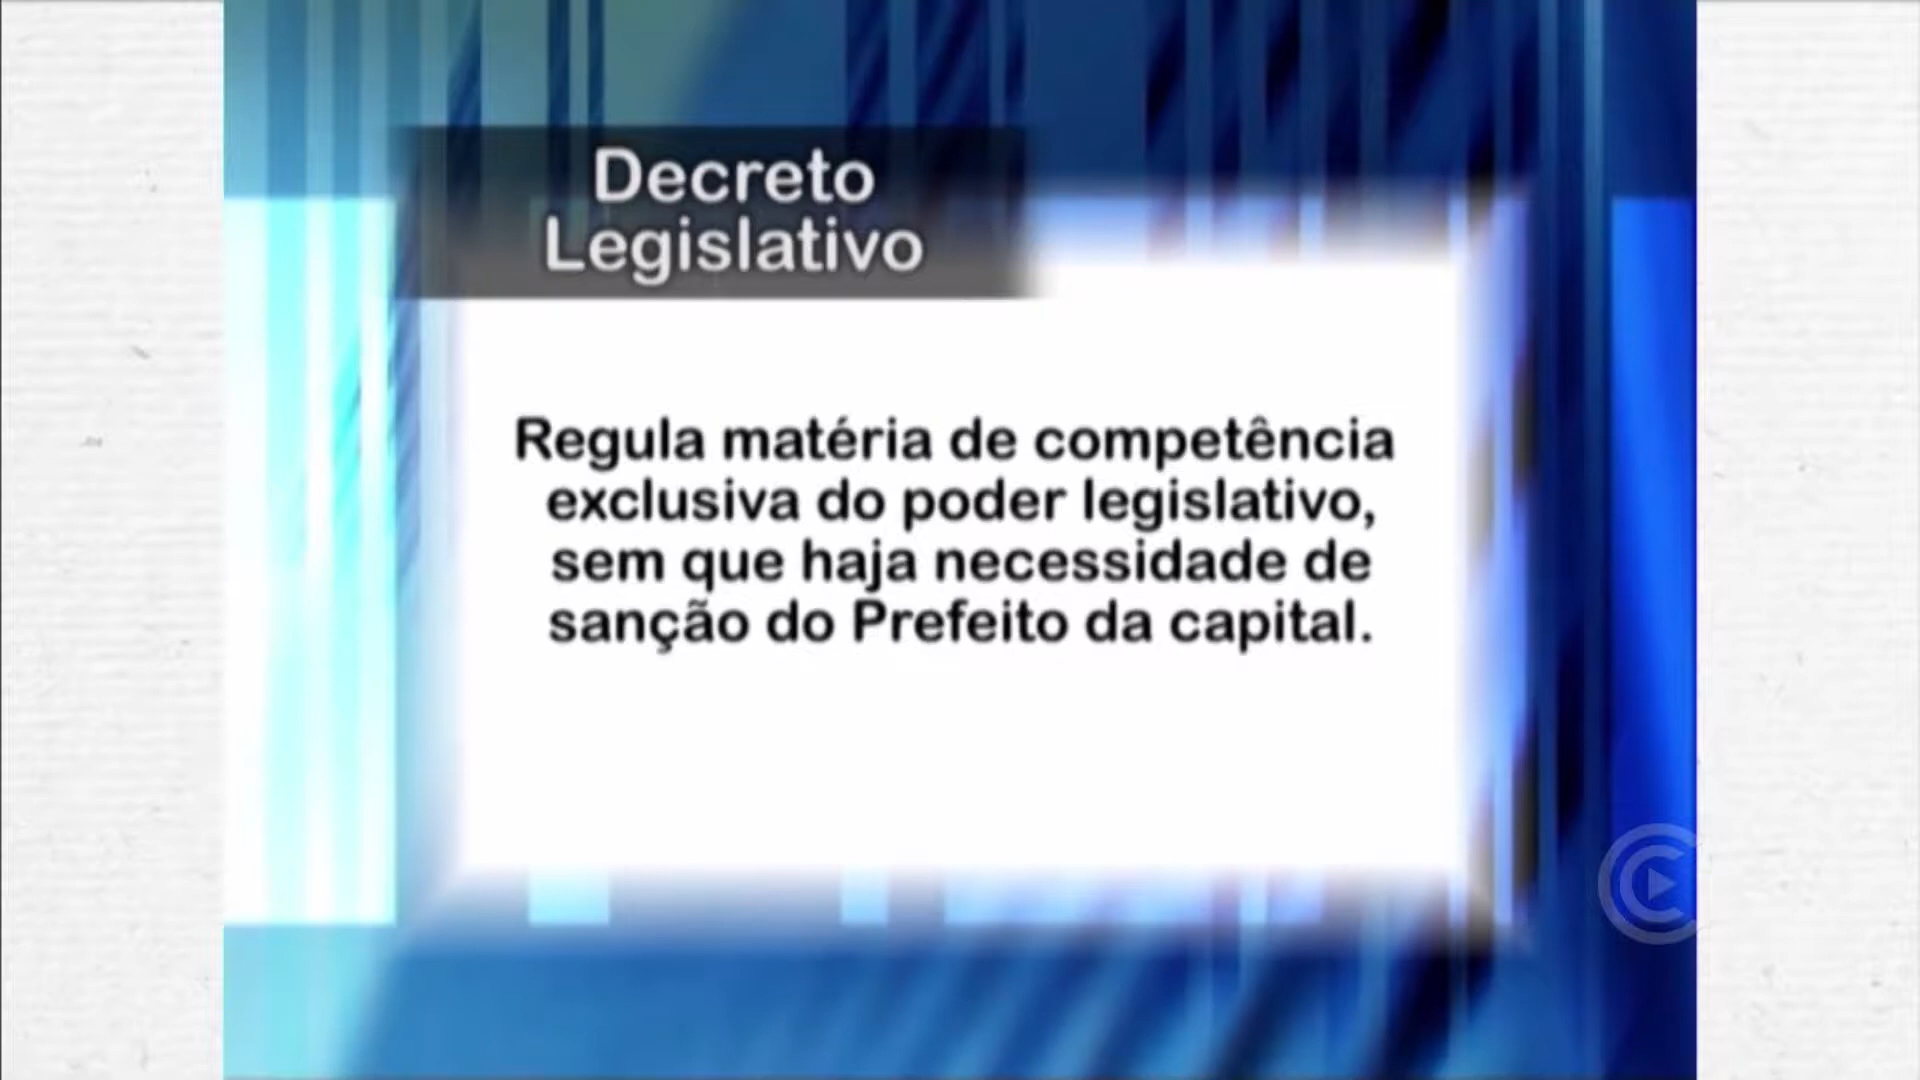 Decreto
Legislativo
Regula matéria de competência
exclusiva do poder legislativo,
sem que haja necessidade de
sanção do Prefeito da capital.